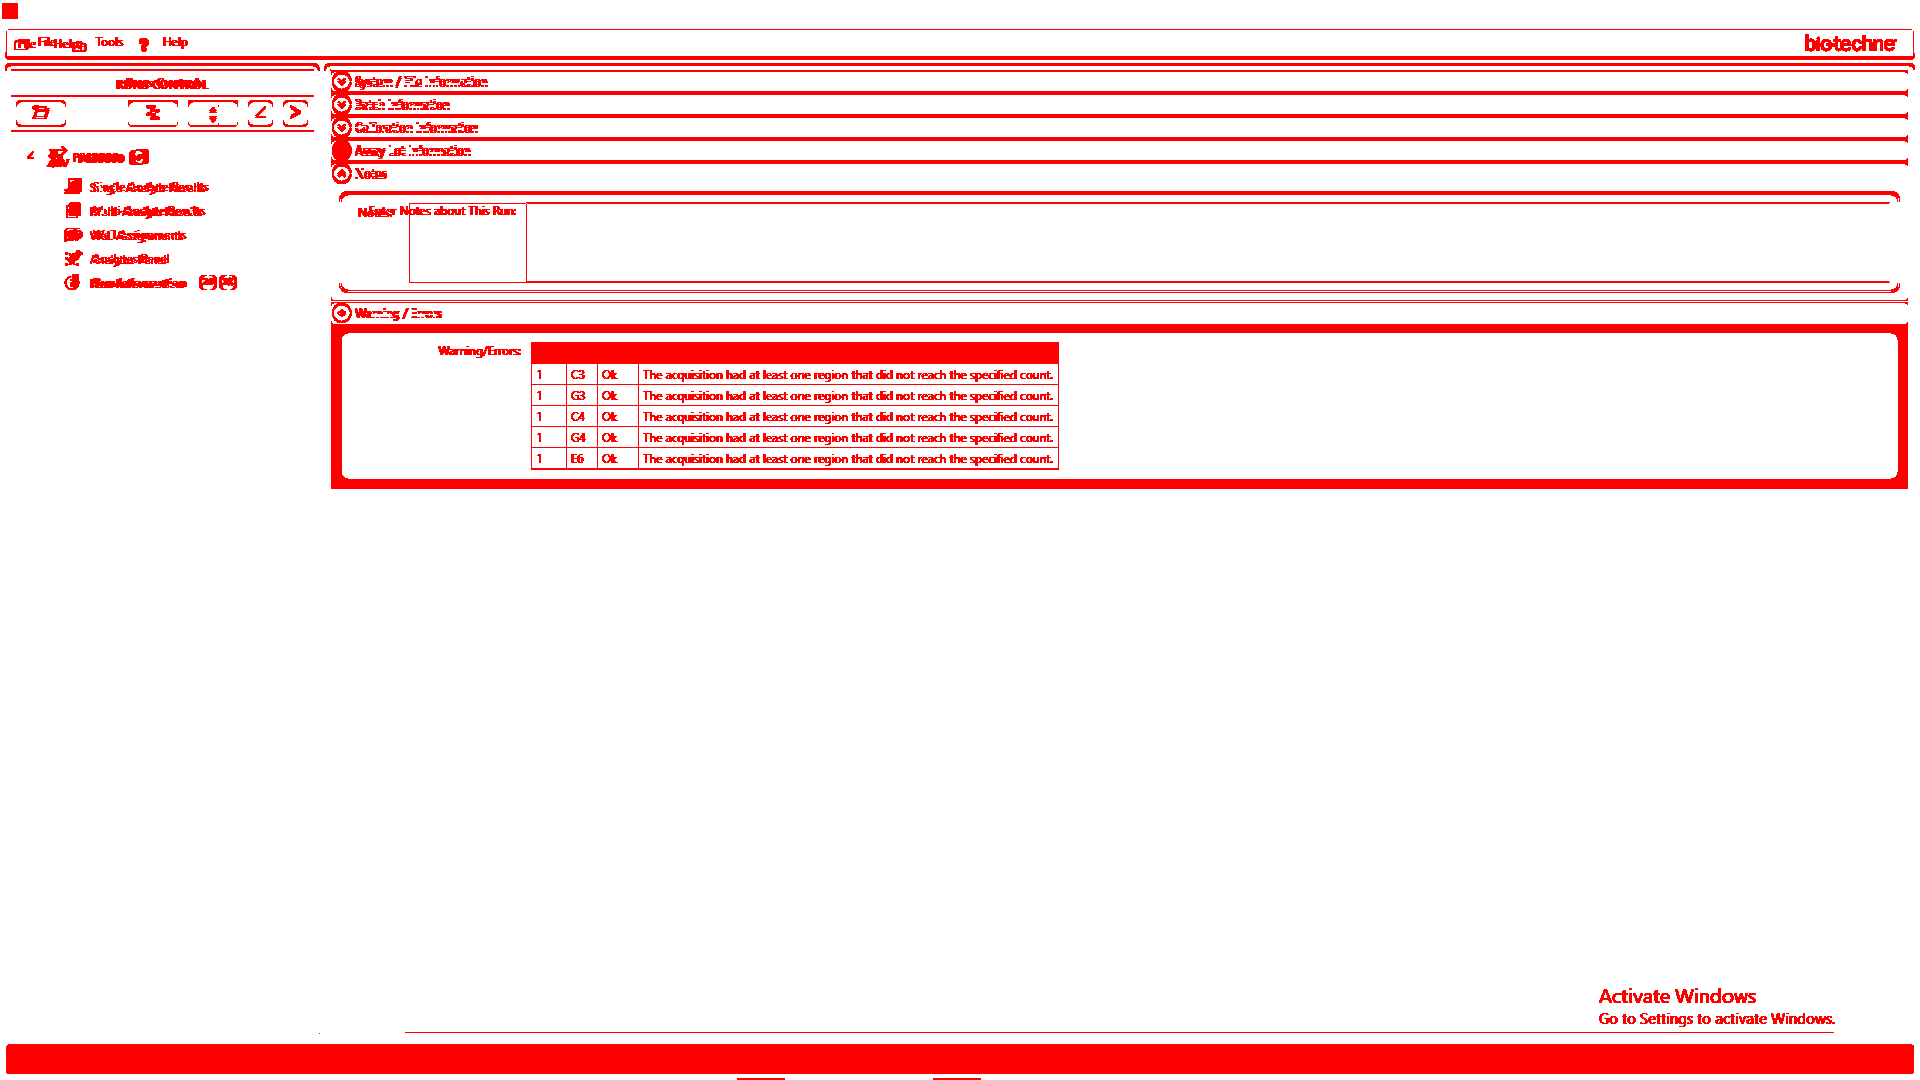 File Help Tools Help
bio-techne
System / File Information
Batch Information
Calibration Information
Assay Lot Information
Notes
Single Analyte Results
Multi-Analyte Results
Well Assignments
Analytes Panel
Notes:
Enter Notes about This Run:
Warning / Errors
Warning/Errors:
1 C3 Ok The acquisition had at least one region that did not reach the specified count.
1 G3 Ok The acquisition had at least one region that did not reach the specified count.
1 C4 Ok The acquisition had at least one region that did not reach the specified count.
1 G4 Ok The acquisition had at least one region that did not reach the specified count.
1 E6 Ok The acquisition had at least one region that did not reach the specified count.
Activate Windows
Go to Settings to activate Windows.